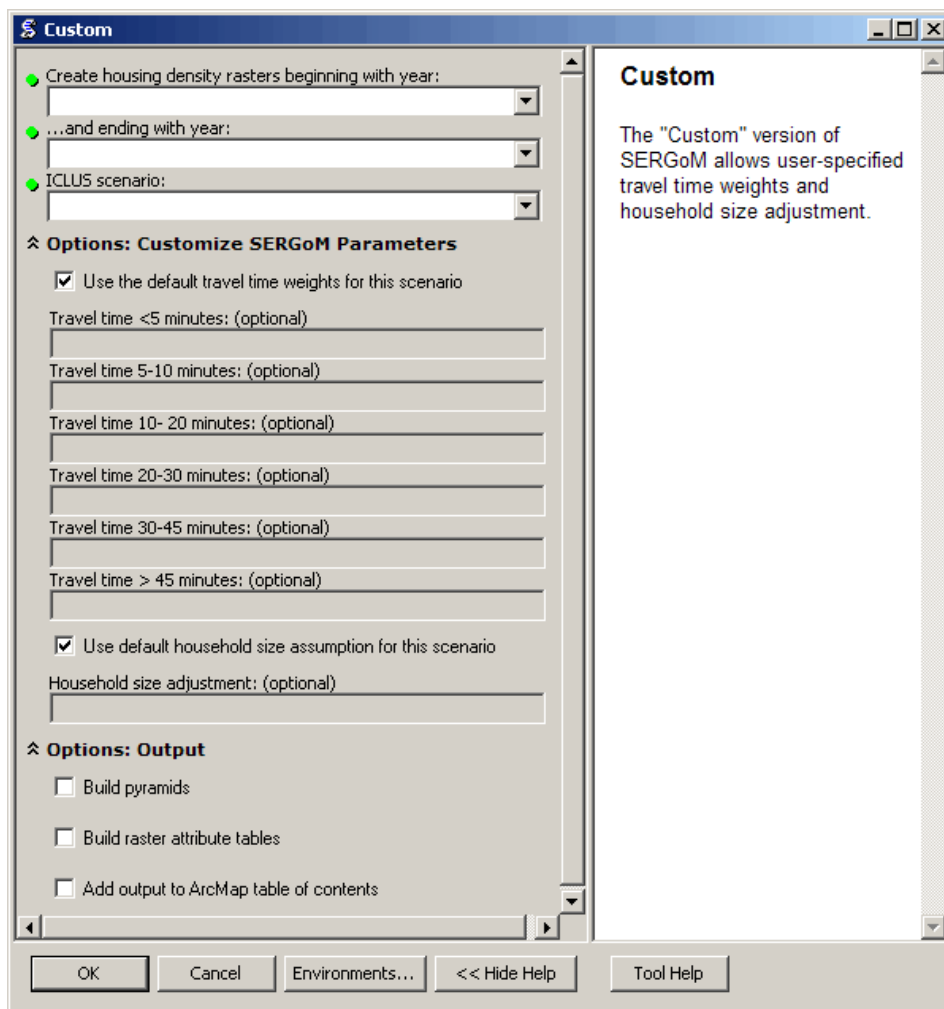 Custom
Create housing density rasters beginning with year:
...and ending with year:
ICLUS scenario:
Options: Customize SERGoM Parameters
Use the default travel time weights for this scenario
Travel time <5 minutes: (optional)
Travel time 5-10 minutes: (optional)
Travel time 10- 20 minutes: (optional)
Travel time 20-30 minutes: (optional)
Travel time 30-45 minutes: (optional)
Travel time > 45 minutes: (optional)
Use default household size assumption for this scenario
Household size adjustment: (optional)
Options: Output
Build pyramids
Build raster attribute tables
Add output to ArcMap table of contents
Custom
The "Custom" version of
SERGoM allows user-specified
travel time weights and
household size adjustment.
OK
Cancel
Environments...
<< Hide Help
Tool Help